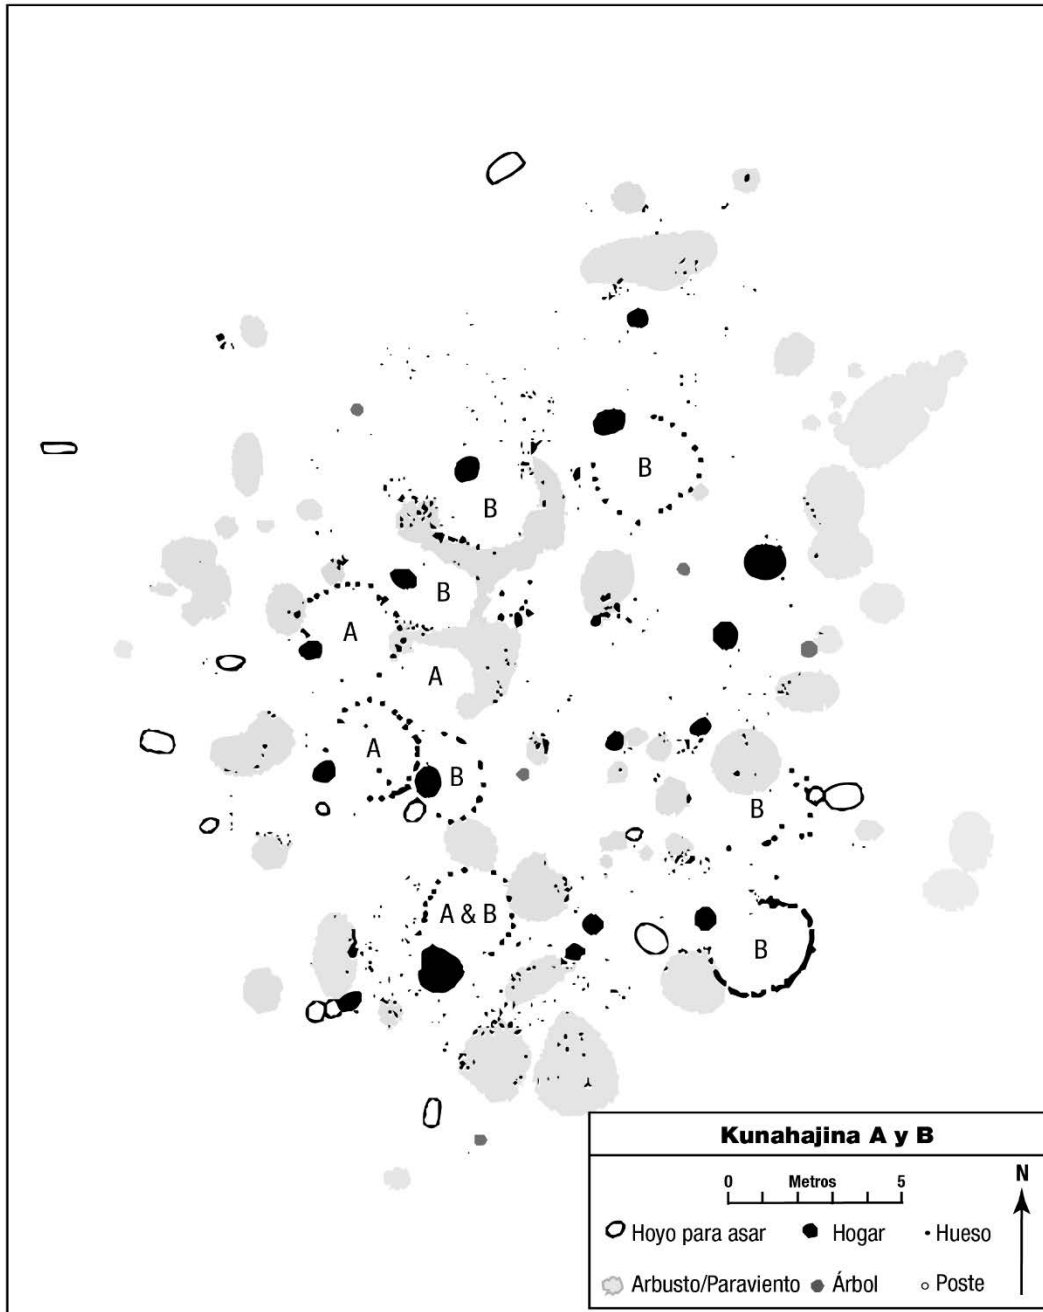 B
B
B
A
A
A
B
B
A & B
B
Kunahajina A y B
0 Metros 5
N
Hoyo para asar Hogar Hueso
Arbusto/Paraviento Árbol Poste